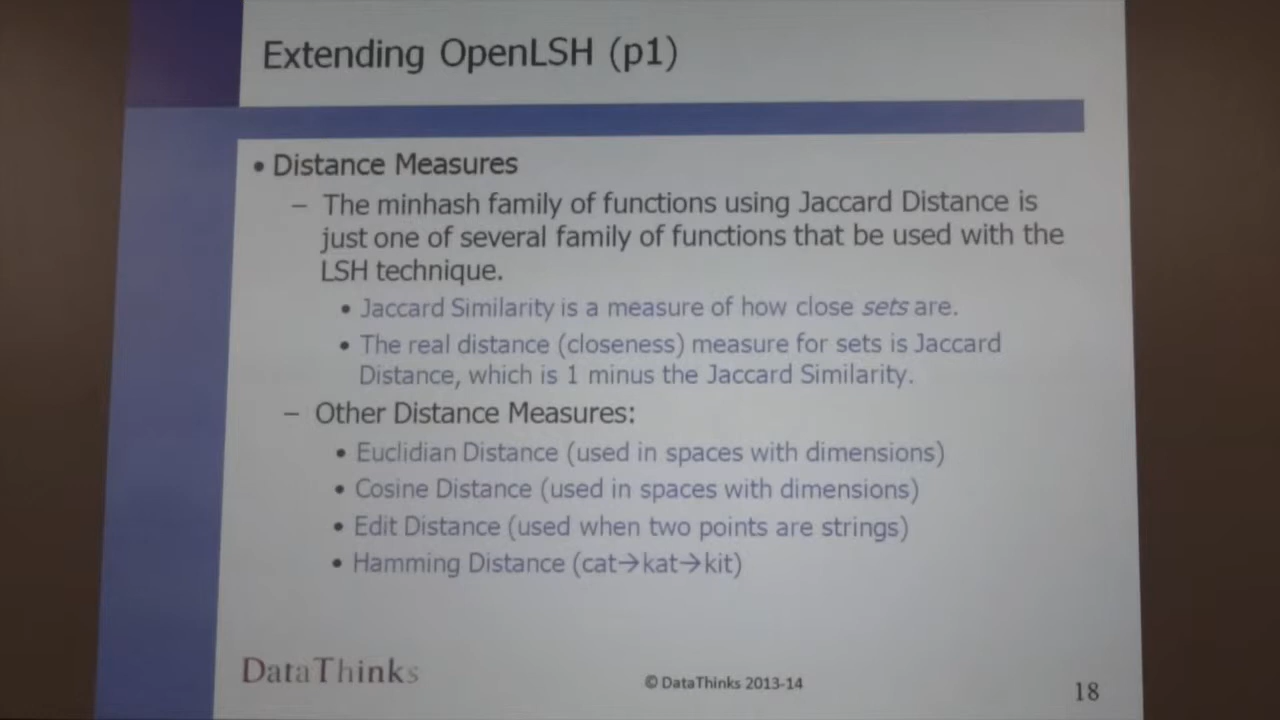 Extending OpenLSH (p1)
• Distance Measures
– The minhash family of functions using Jaccard Distance is
just one of several family of functions that be used with the
LSH technique.
• Jaccard Similarity is a measure of how close sets are.
• The real distance (closeness) measure for sets is Jaccard
Distance, which is 1 minus the Jaccard Similarity.
– Other Distance Measures:
• Euclidian Distance (used in spaces with dimensions)
• Cosine Distance (used in spaces with dimensions)
• Edit Distance (used when two points are strings)
• Hamming Distance (cat→kat→kit)
DataThinks
© DataThinks 2013-14
18